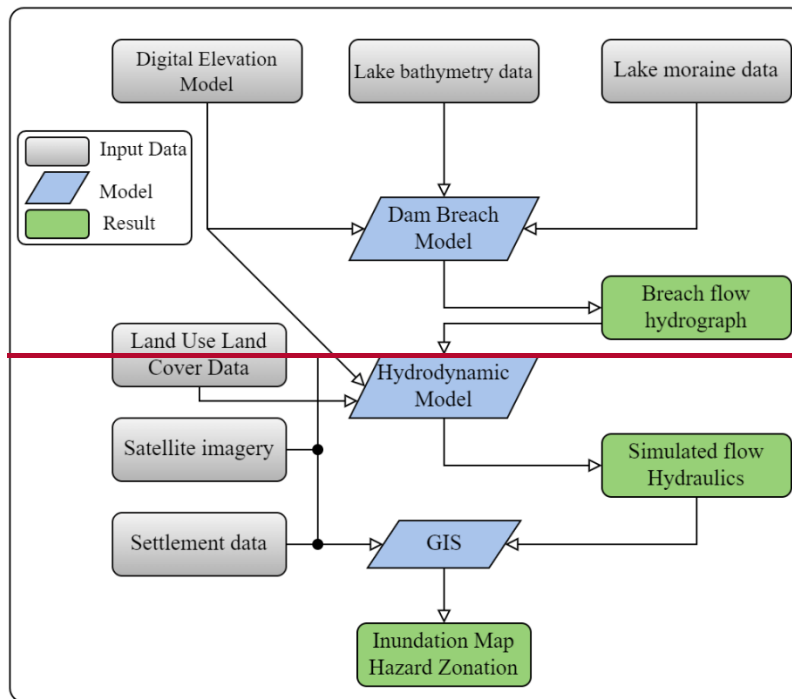 Digital Elevation
Model
Lake bathymetry data
Lake moraine data
Input Data
Model
Result
Dam Breach
Model
Breach flow
hydrograph
Land Use Land
Cover Data
Hydrodynamic
Model
Satellite imagery
Simulated flow
Hydraulics
Settlement data
GIS
Inundation Map
Hazard Zonation